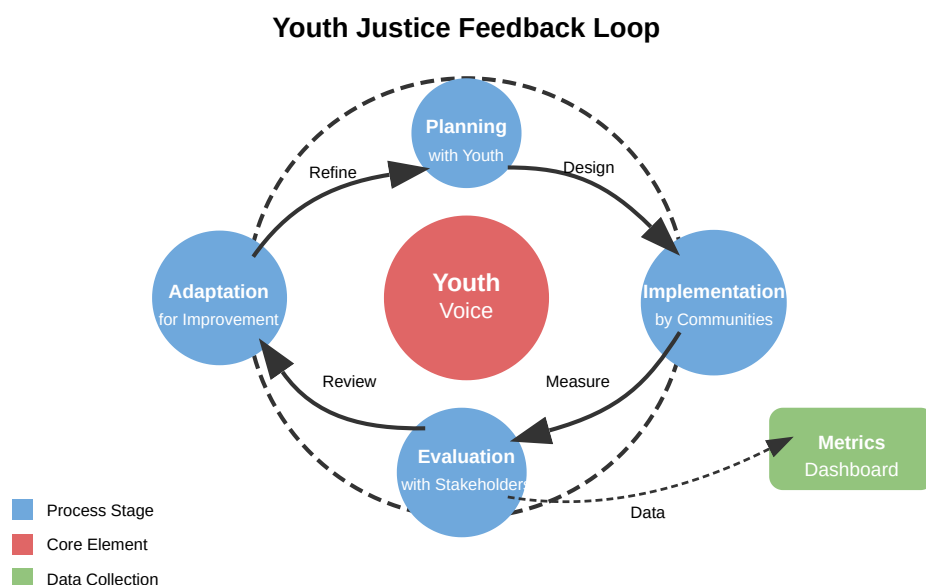 Youth Justice Feedback Loop
Planning
with Youth
Refine
Design
Youth
Voice
Adaptation
for Improvement
Implementation
by Communities
Review
Measure
Evaluation
with Stakeholders
Metrics
Dashboard
Data
Process Stage
Core Element
Data Collection